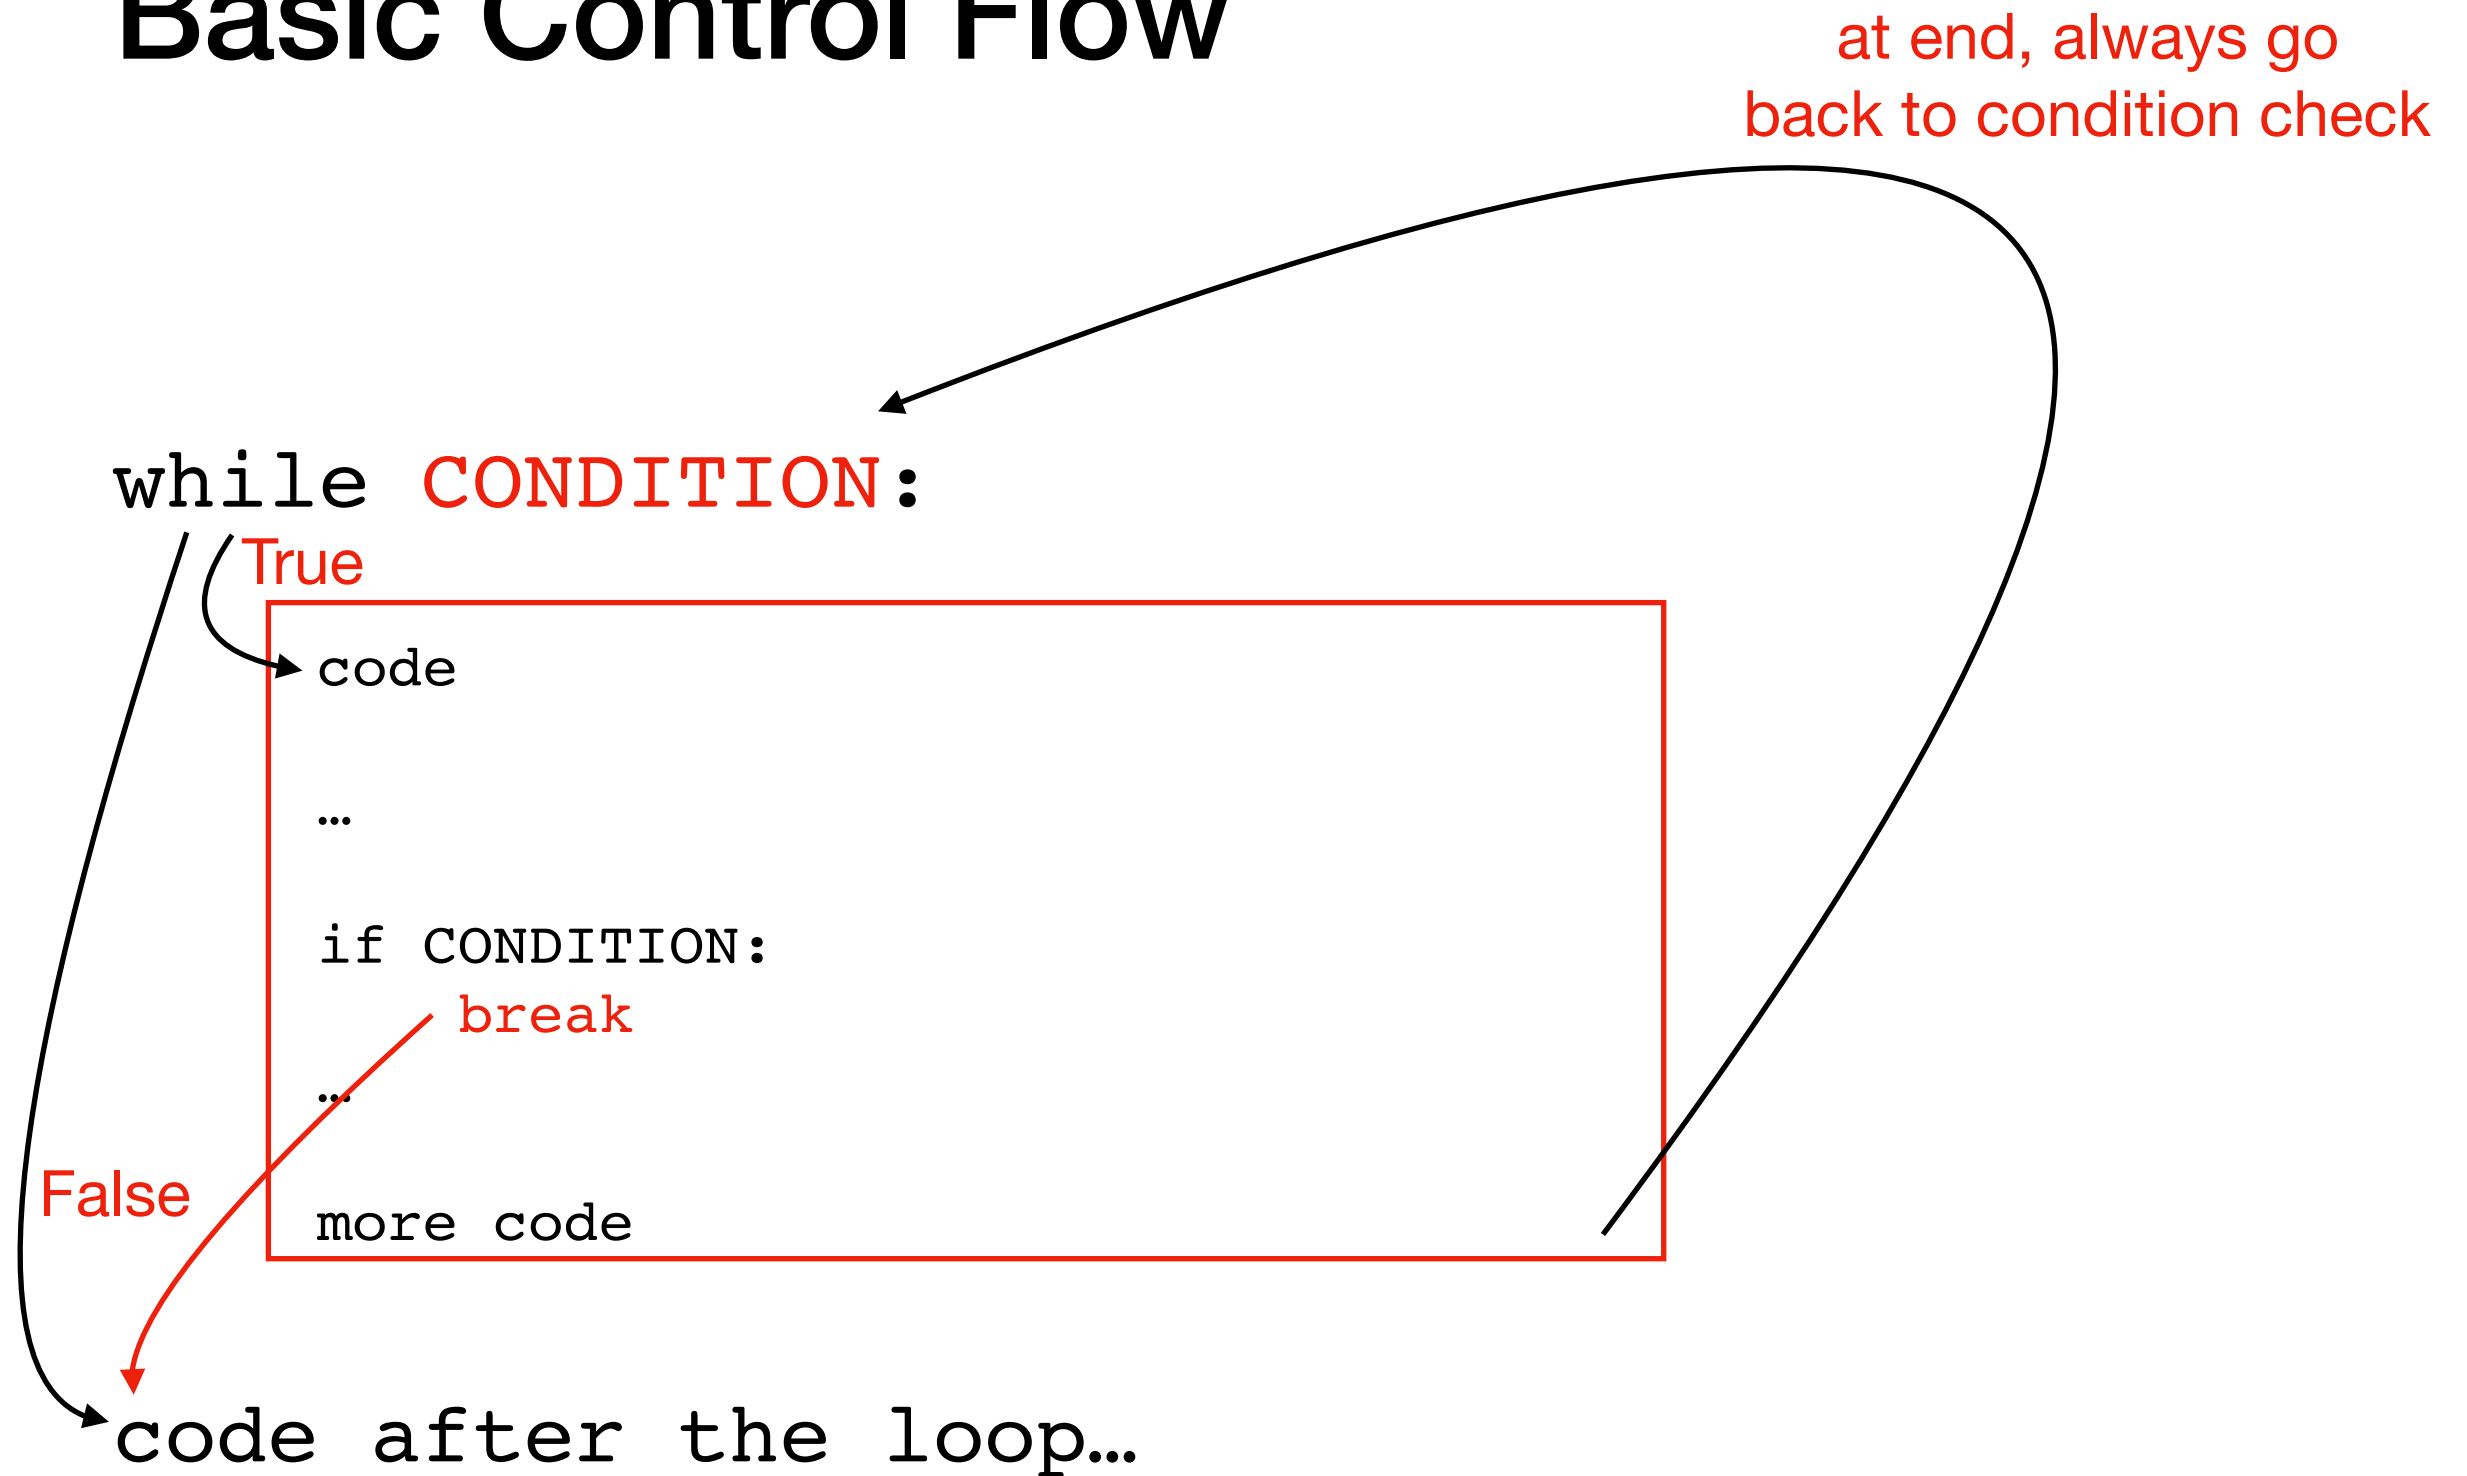 Basic Control Flow
at end, always go
back to condition check
while CONDITION:
True
code
…
if CONDITION:
break
…
False
more code
code after the loop…